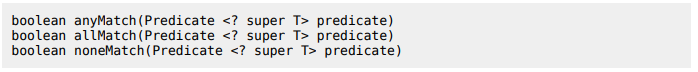 boolean anyMatch(Predicate <? super T> predicate)
boolean allMatch(Predicate <? super T> predicate)
boolean noneMatch(Predicate <? super T> predicate)